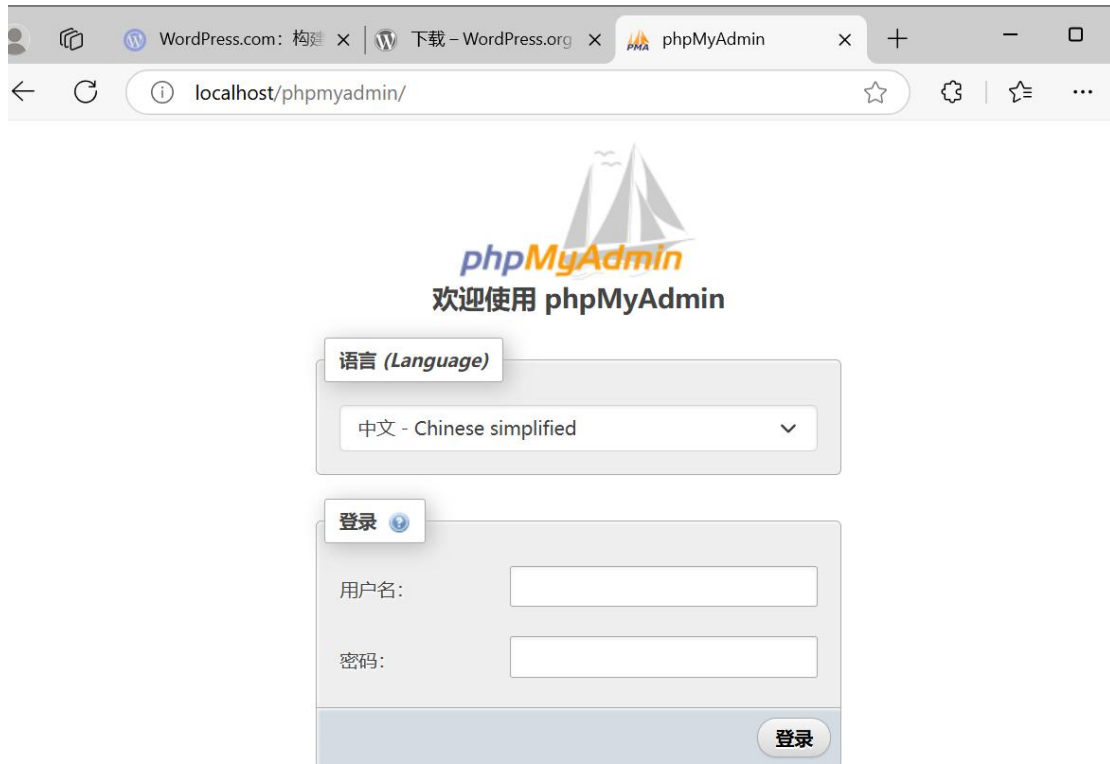 WordPress.com：构建
下载 – WordPress.org
phpMyAdmin
localhost/phpmyadmin/
phpMyAdmin
欢迎使用 phpMyAdmin
语言 (Language)
中文 - Chinese simplified
登录
用户名：
密码：
登录